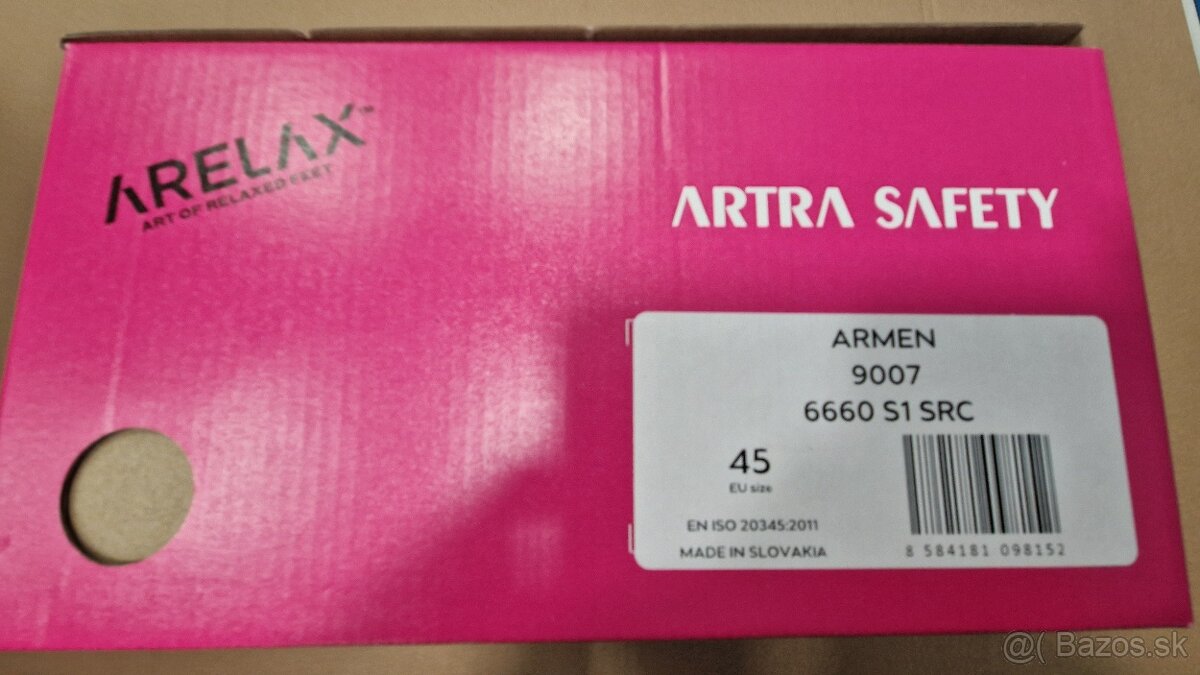 ARELAX™
ART OF RELAXED FEET
ARTRA SAFETY
ARMEN
9007
6660 S1 SRC
45
EU size
EN ISO 20345:2011
MADE IN SLOVAKIA
8 584181 098152
@( Bazos.sk